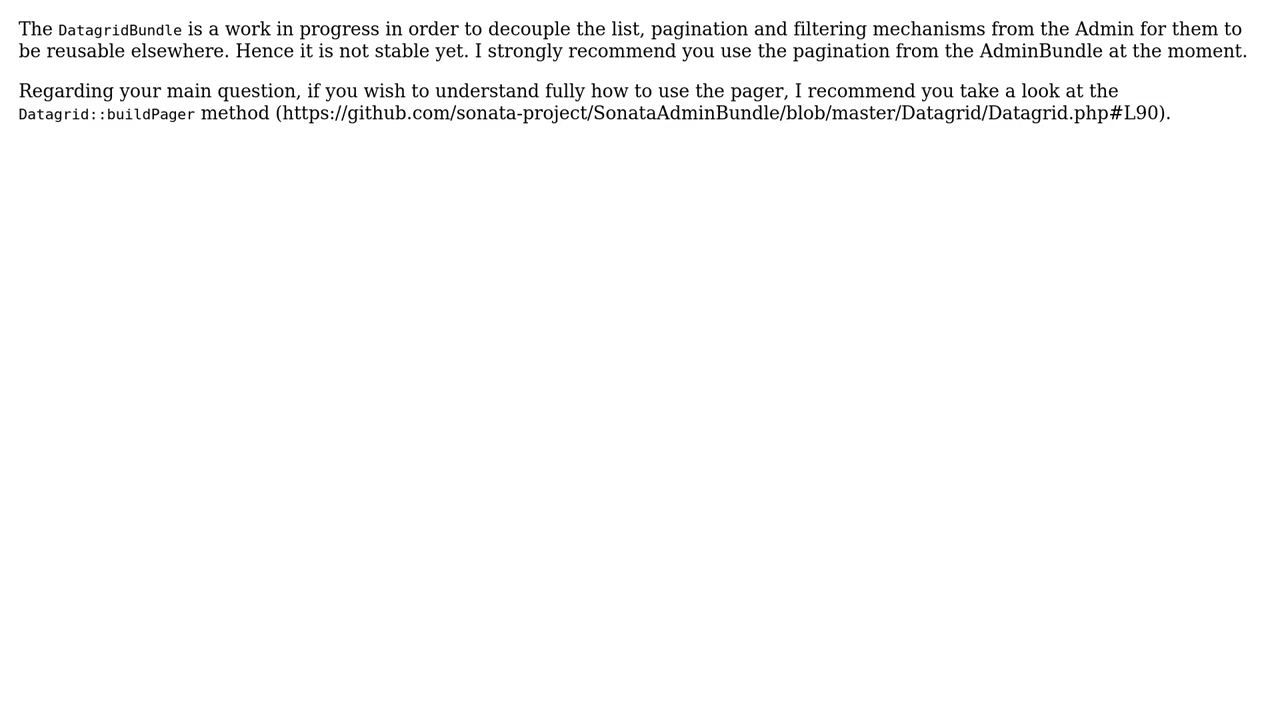 The DatagridBundle is a work in progress in order to decouple the list, pagination and filtering mechanisms from the Admin for them to
be reusable elsewhere. Hence it is not stable yet. I strongly recommend you use the pagination from the AdminBundle at the moment.
Regarding your main question, if you wish to understand fully how to use the pager, I recommend you take a look at the
Datagrid::buildPager method (https://github.com/sonata-project/SonataAdminBundle/blob/master/Datagrid/Datagrid.php#L90).